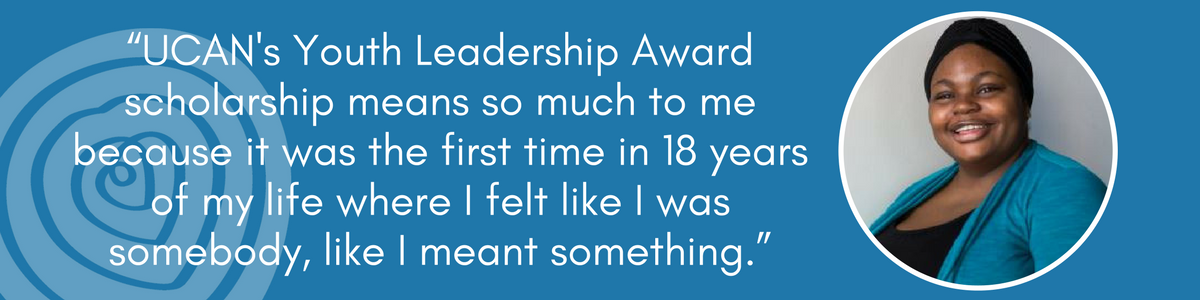 “UCAN's Youth Leadership Award
scholarship means so much to me
because it was the first time in 18 years
of my life where I felt like I was
somebody, like I meant something.”